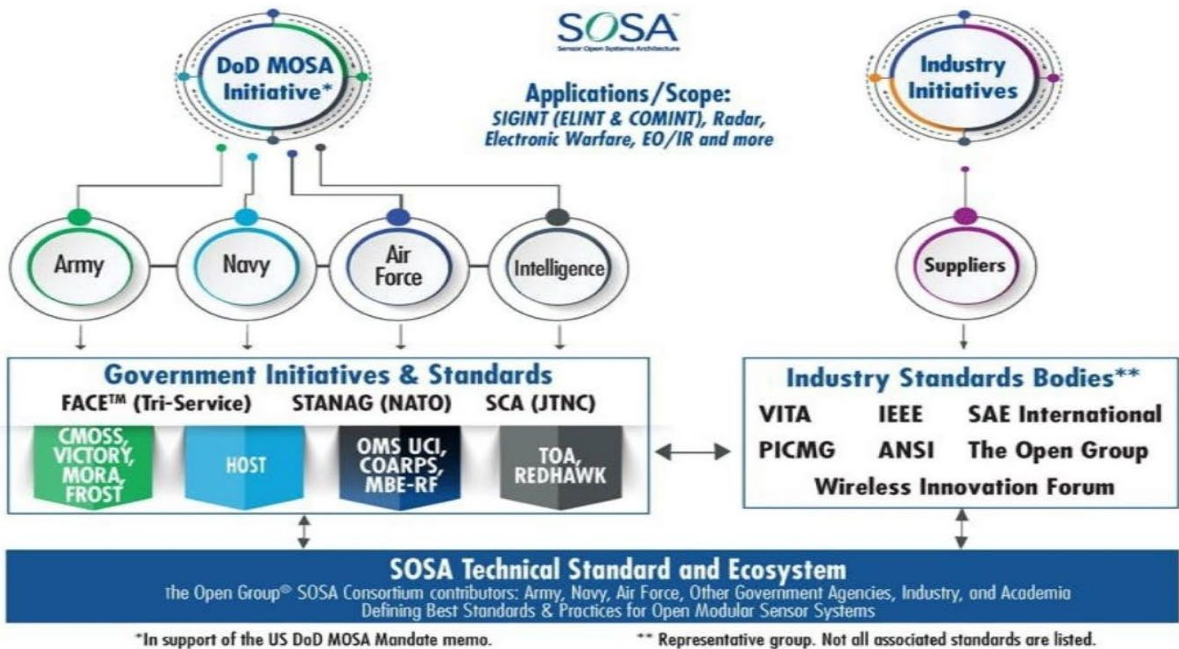 DoD MOSA
Initiative*
SOSA™
Sensor Open Systems Architecture
Applications/Scope:
SIGINT (ELINT & COMINT), Radar,
Electronic Warfare, EO/IR and more
Industry
Initiatives
Army
Navy
Air
Force
Intelligence
Suppliers
Government Initiatives & Standards
FACE™ (Tri-Service) STANAG (NATO) SCA (JTNC)
CMOSS,
VICTORY,
MORA,
FROST
HOST
OMS UCI,
COARPS,
MBE-RF
TOA,
REDHAWK
Industry Standards Bodies**
VITA IEEE SAE International
PICMG ANSI The Open Group
Wireless Innovation Forum
SOSA Technical Standard and Ecosystem
The Open Group® SOSA Consortium contributors: Army, Navy, Air Force, Other Government Agencies, Industry, and Academia
Defining Best Standards & Practices for Open Modular Sensor Systems
*In support of the US DoD MOSA Mandate memo.
** Representative group. Not all associated standards are listed.